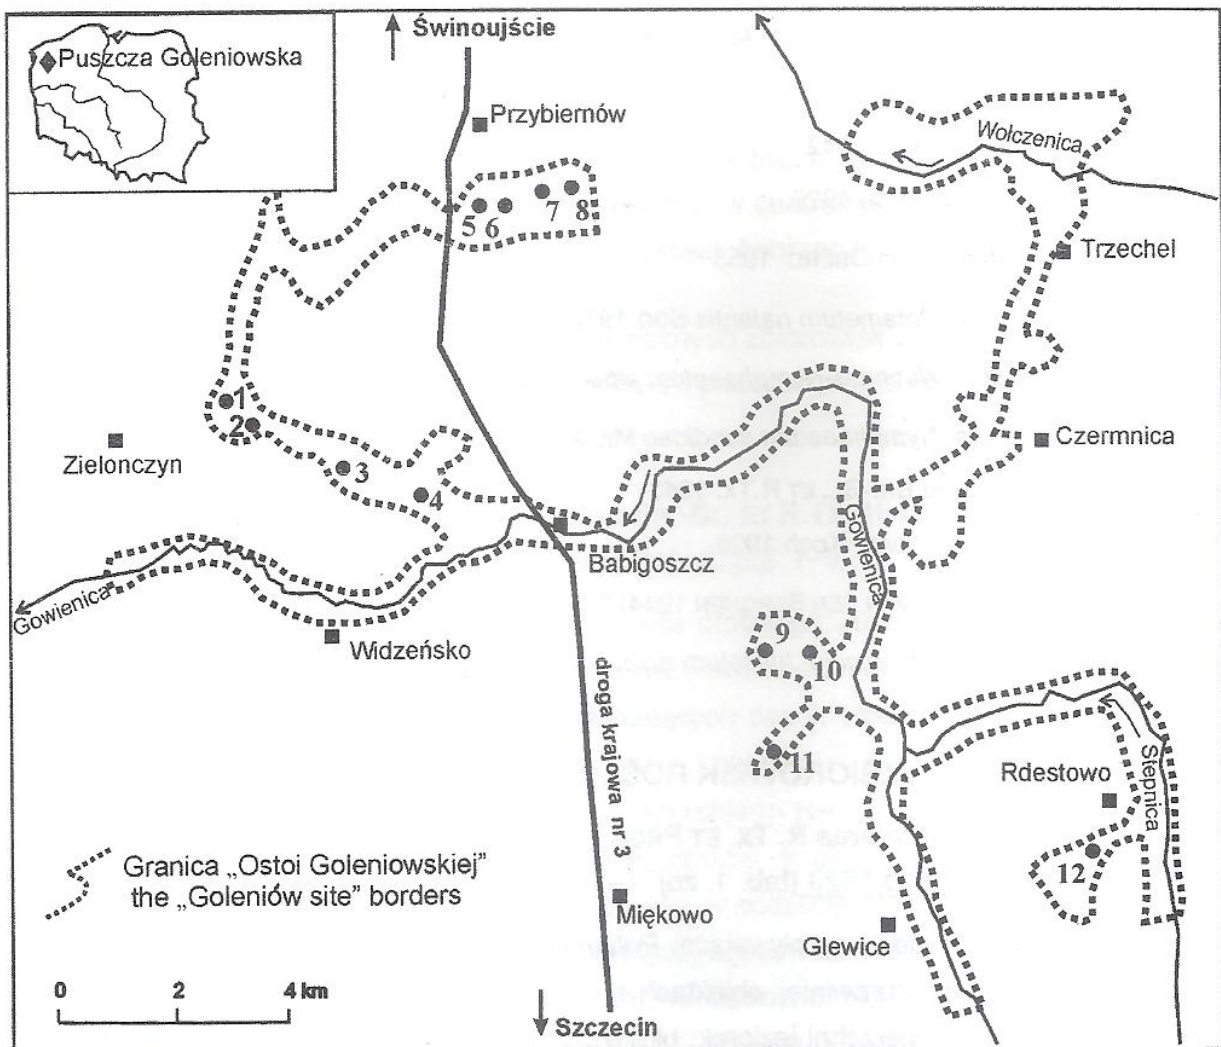 Świnoujście
Puszcza Goleniowska
Przybiernów
Wołczenica
5 6 7 8
Trzechel
1
2
Zielonczyn
3
4
Czermnica
Gowienica
Babigoszcz
Gowienica
Widzeńsko
9
10
droga krajowa nr 3
11
Stepnica
Rdestowo
12
Granica „Ostoi Goleniowskiej"
the „Goleniów site" borders
Miękowo
Glewice
0 2 4 km
Szczecin